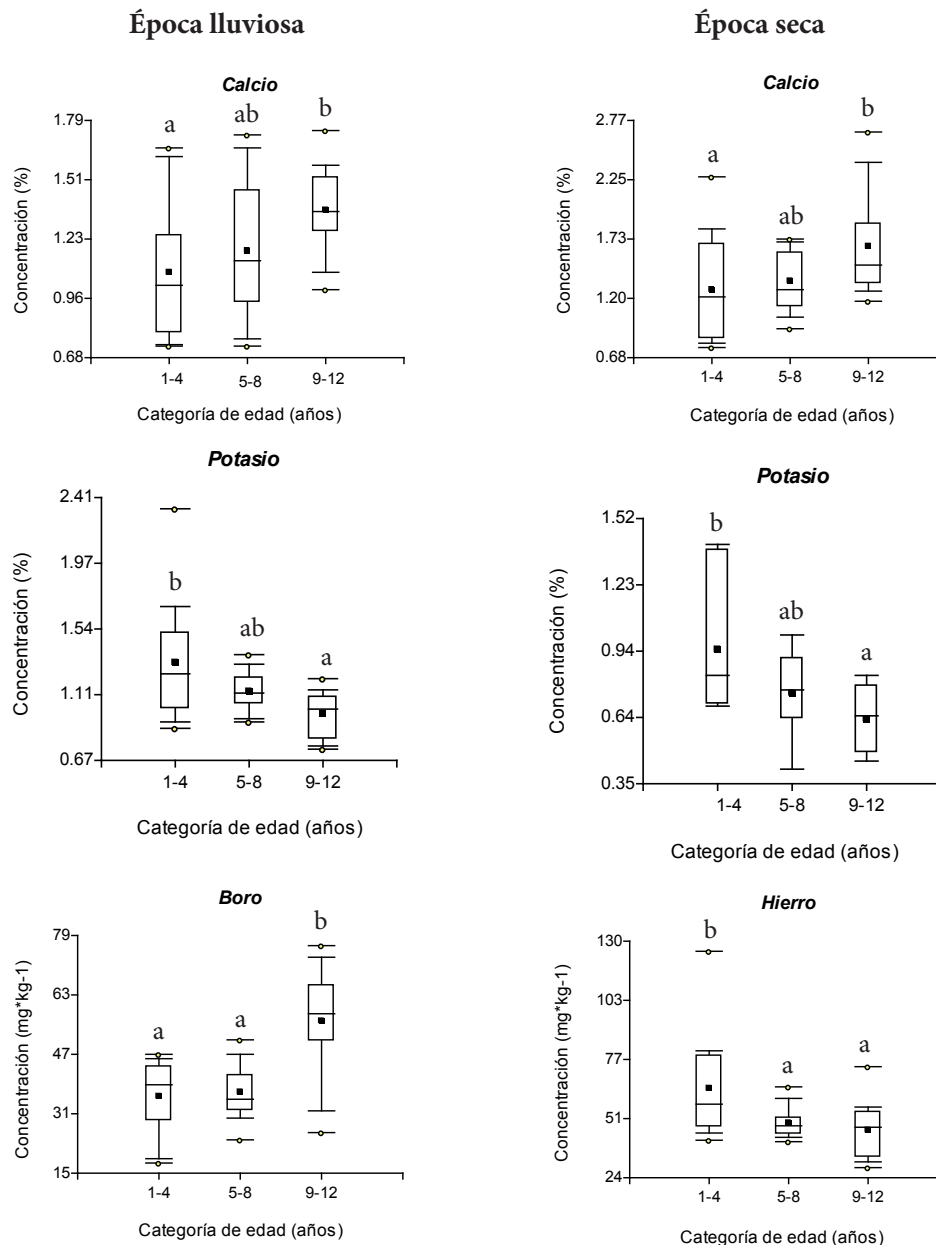 Época lluviosa
Época seca
Calcio
Concentración (%)
1.79
1.51
1.23
0.96
0.68
a
ab
b
1-4
5-8
9-12
Categoría de edad (años)
Calcio
Concentración (%)
2.77
2.25
1.73
1.20
0.68
a
ab
b
1-4
5-8
9-12
Categoría de edad (años)
Potasio
Concentración (%)
2.41
1.97
1.54
1.11
0.67
b
ab
a
1-4
5-8
9-12
Categoría de edad (años)
Potasio
Concentración (%)
1.52
1.23
0.94
0.64
0.35
b
ab
a
1-4
5-8
9-12
Categoría de edad (años)
Boro
Concentración (mg*kg-1)
79
63
47
31
15
a
a
b
1-4
5-8
9-12
Categoría de edad (años)
Hierro
Concentración (mg*kg-1)
130
103
77
51
24
b
a
a
1-4
5-8
9-12
Categoría de edad (años)